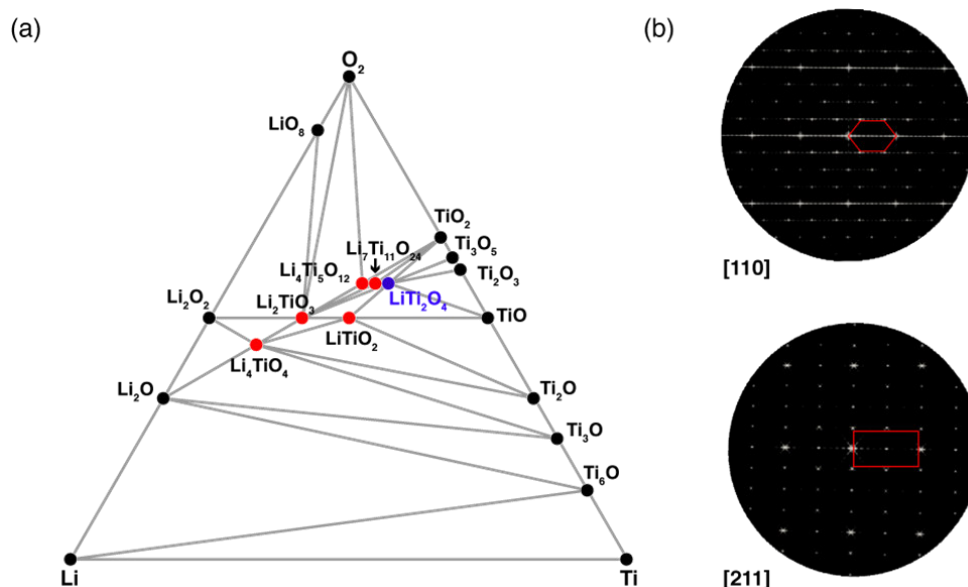 (a)
(b)
O₂
LiO₈
TiO₂
Li₇Ti₁₁O₂₄
Ti₃O₅
Li₄Ti₅O₁₂
Ti₂O₃
Li₂O₂
Li₂TiO₃
LiTi₂O₄
TiO
LiTiO₂
Li₄TiO₄
Li₂O
Ti₂O
Ti₃O
Ti₆O
Li
Ti
[110]
[211]